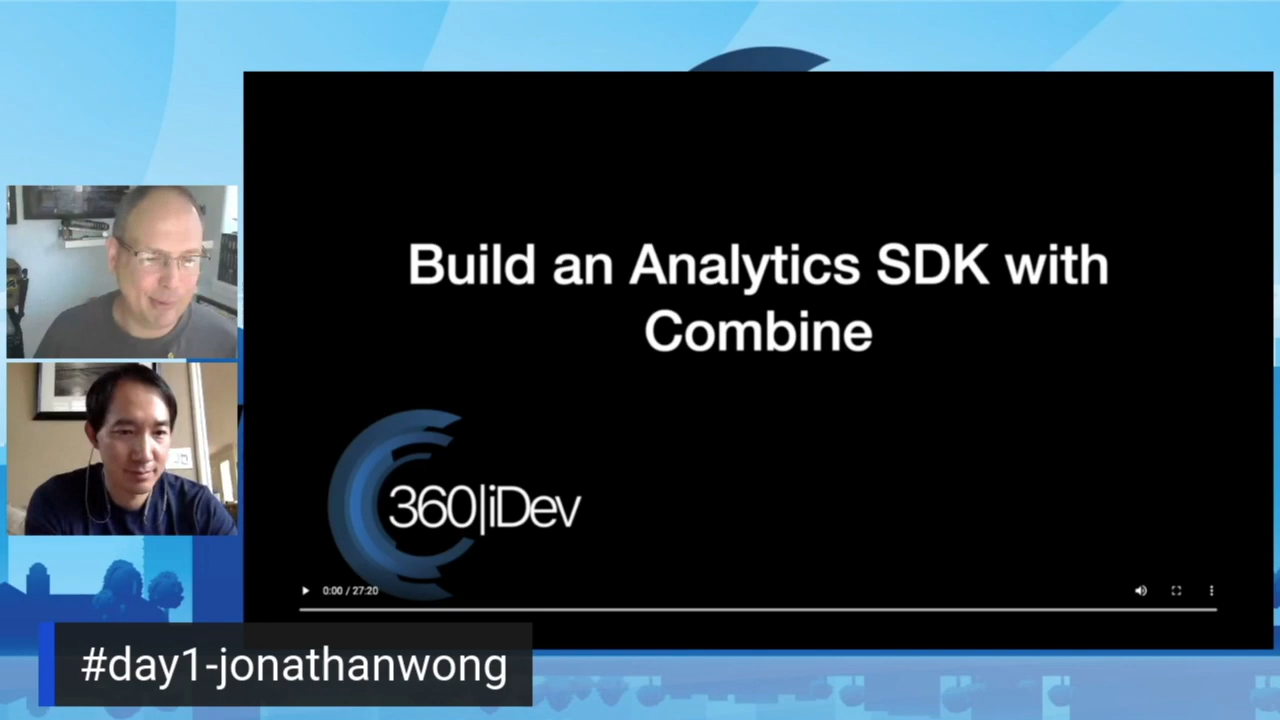 Build an Analytics SDK with
Combine
360|iDev
0:00 / 27:20
#day1-jonathanwong